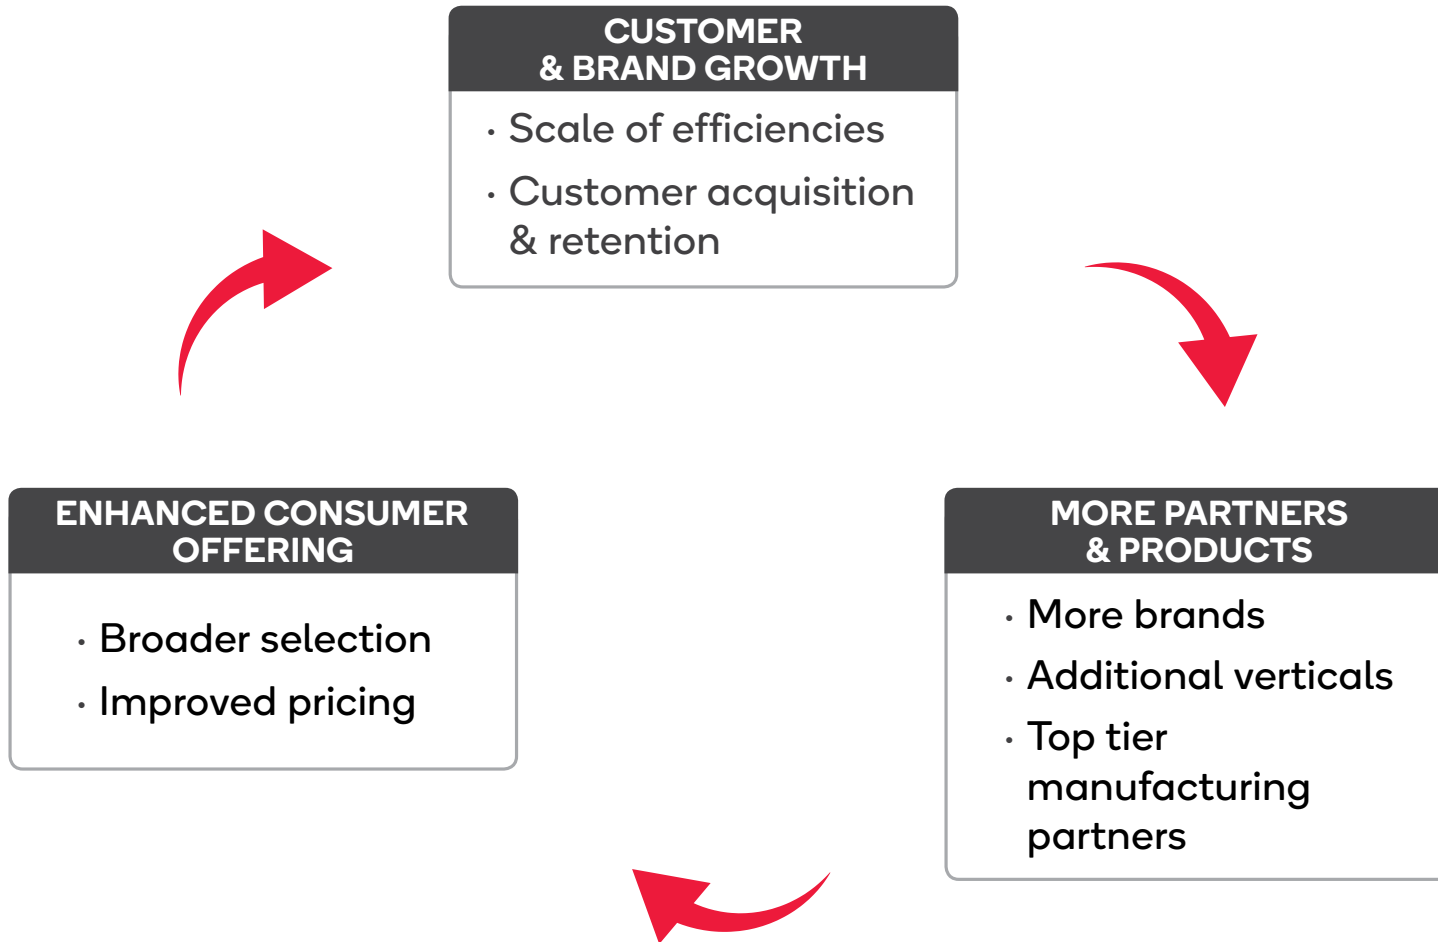 CUSTOMER
& BRAND GROWTH
· Scale of efficiencies
· Customer acquisition
& retention
ENHANCED CONSUMER
OFFERING
· Broader selection
· Improved pricing
MORE PARTNERS
& PRODUCTS
· More brands
· Additional verticals
· Top tier
manufacturing
partners